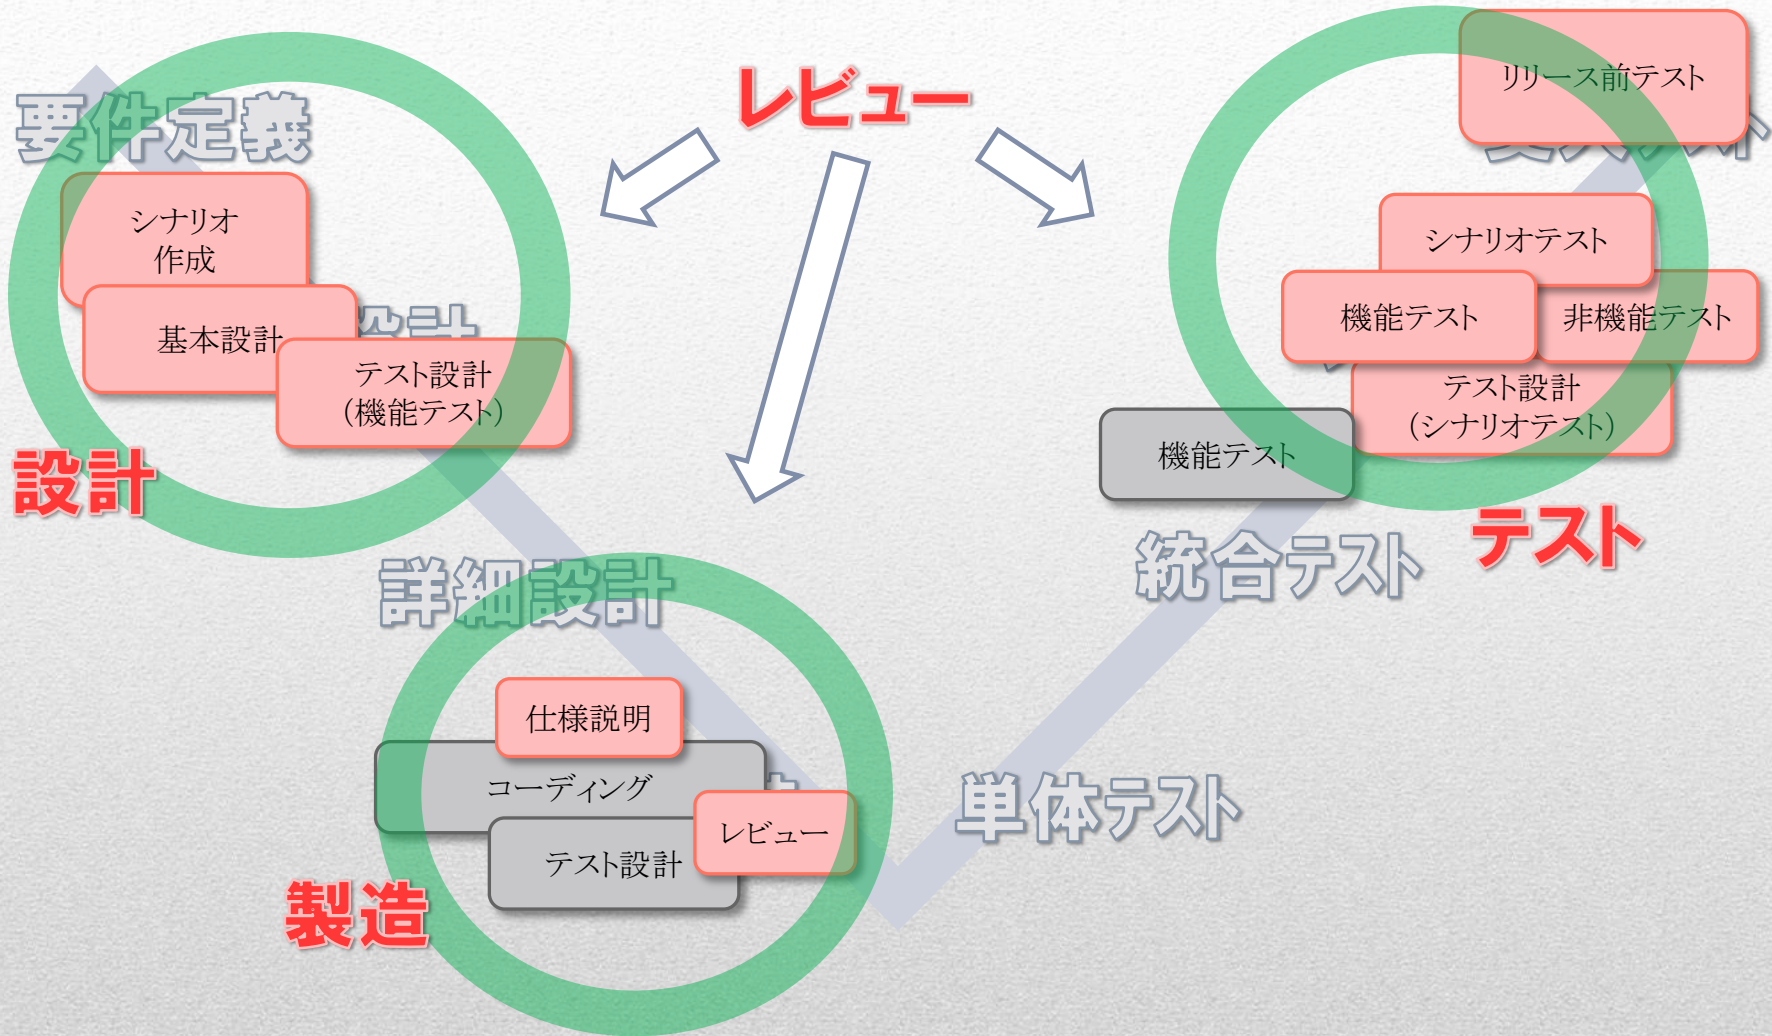 レビュー
要件定義
シナリオ
作成
基本設計
設計
テスト設計
（機能テスト）
設計
リリース前テスト
シナリオテスト
機能テスト
非機能テスト
テスト設計
（シナリオテスト）
機能テスト
テスト
統合テスト
詳細設計
仕様説明
コーディング
レビュー
テスト設計
製造
単体テスト